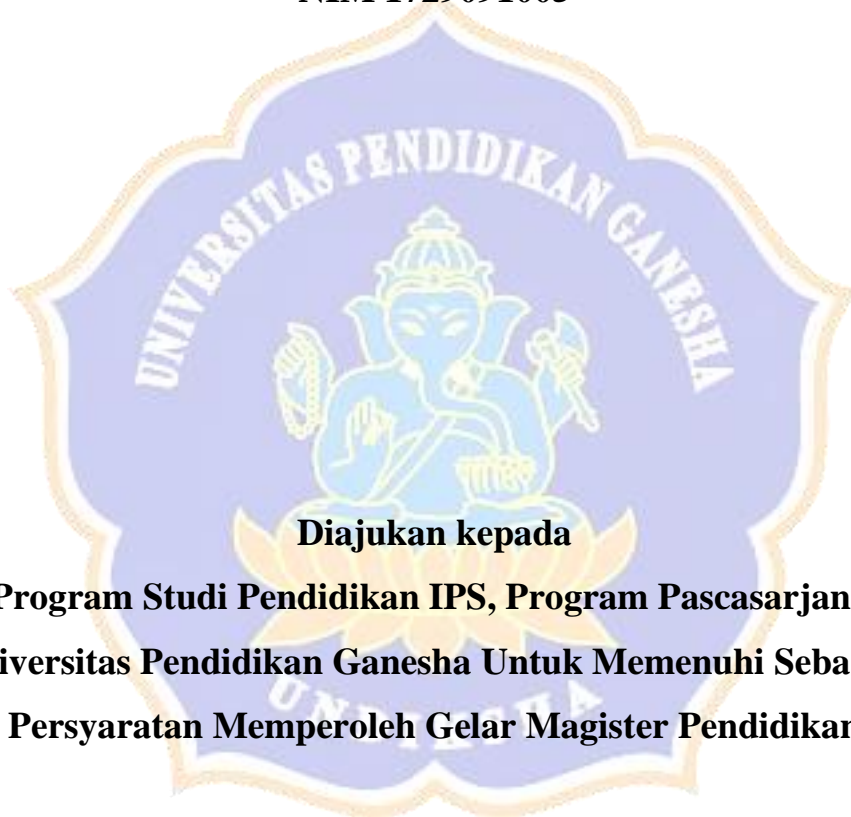 UNIVERSITAS PENDIDIKAN GANESHA
Diajukan kepada
Program Studi Pendidikan IPS, Program Pascasarjan
iversitas Pendidikan Ganesha Untuk Memenuhi Seba
Persyaratan Memperoleh Gelar Magister Pendidikan
UNDIKSHA